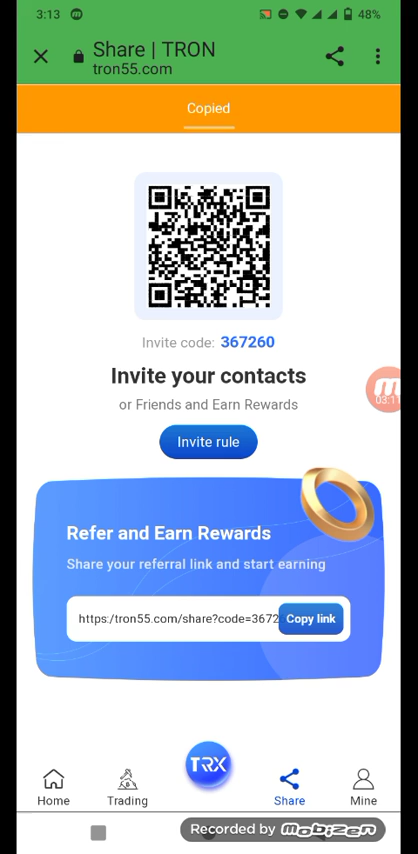 3:13
48%
Share | TRON
tron55.com
Copied
Invite code: 367260
Invite your contacts
03:11
or Friends and Earn Rewards
Invite rule
Refer and Earn Rewards
Share your referral link and start earning
https:/tron55.com/share?code=3672
Copy link
TRX
Home
Trading
Share
Mine
Recorded by mobizen